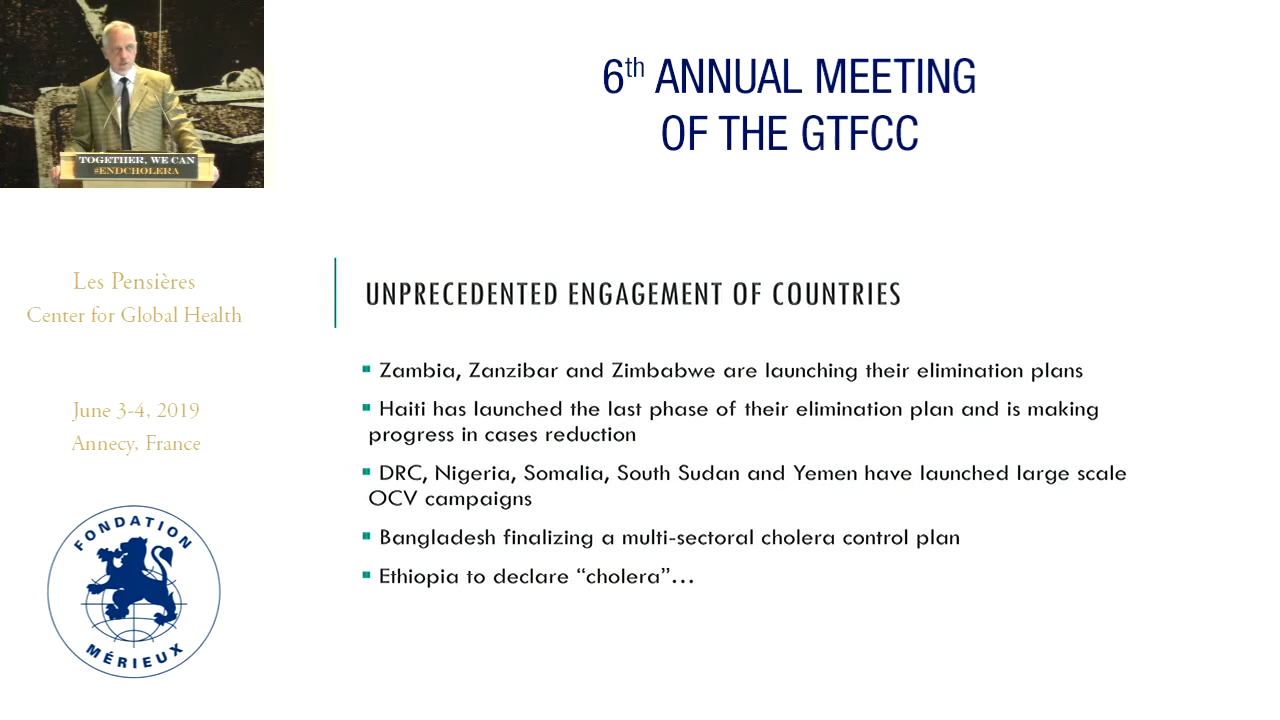 TOGETHER, WE CAN
#ENDCHOLERA
6th ANNUAL MEETING
OF THE GTFCC
Les Pensières
Center for Global Health
June 3-4, 2019
Annecy, France
FONDATION
MÉRIEUX
UNPRECEDENTED ENGAGEMENT OF COUNTRIES
▪ Zambia, Zanzibar and Zimbabwe are launching their elimination plans
▪ Haiti has launched the last phase of their elimination plan and is making
progress in cases reduction
▪ DRC, Nigeria, Somalia, South Sudan and Yemen have launched large scale
OCV campaigns
▪ Bangladesh finalizing a multi-sectoral cholera control plan
▪ Ethiopia to declare “cholera”…